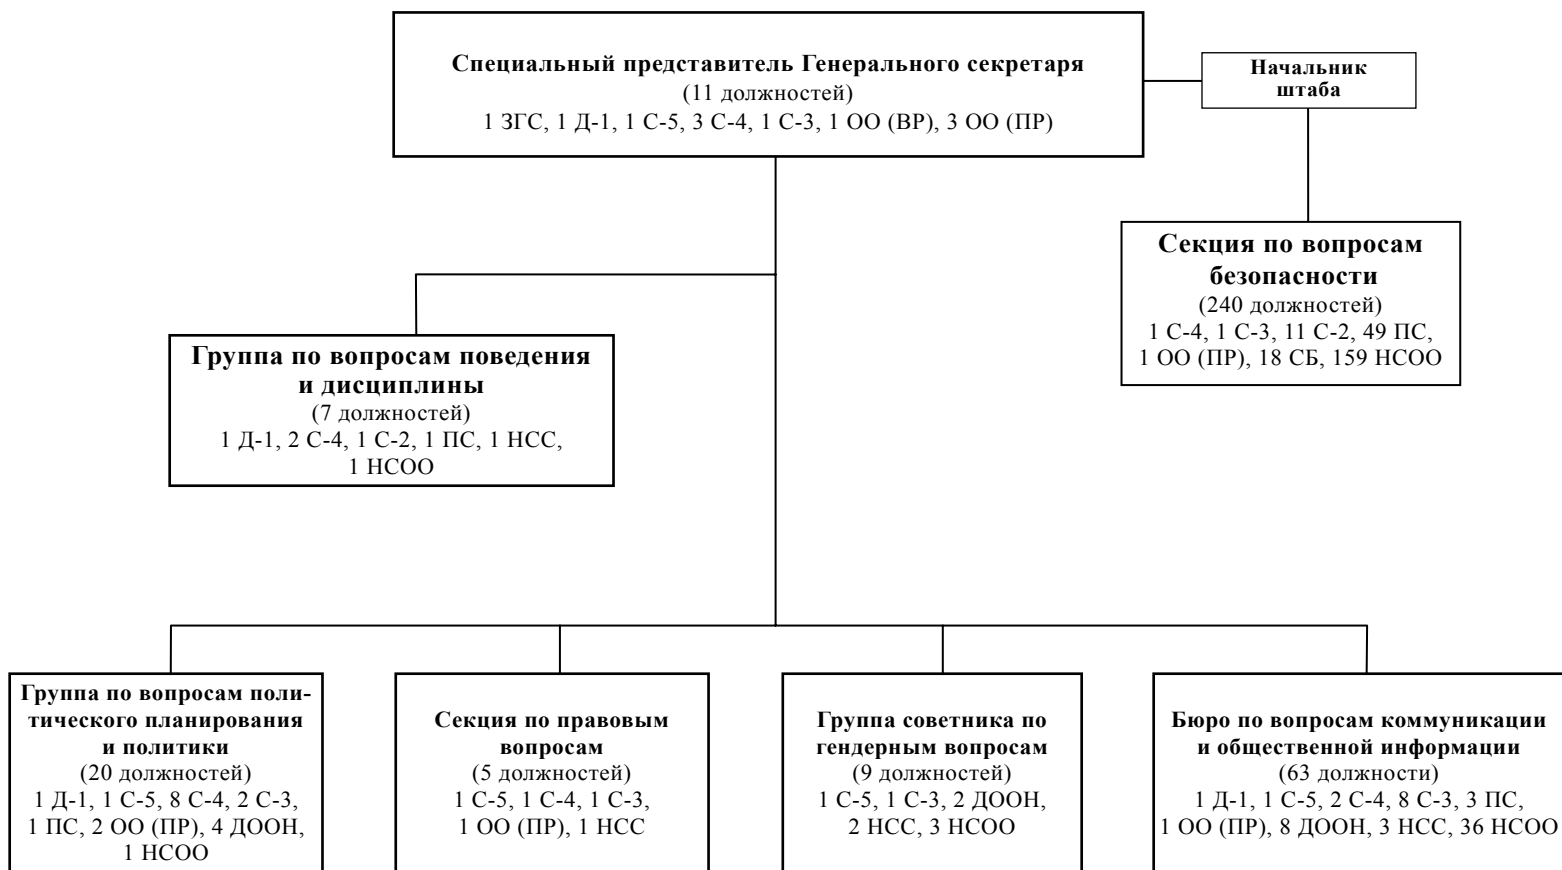 Специальный представитель Генерального секретаря
(11 должностей)
1 ЗГС, 1 Д-1, 1 С-5, 3 С-4, 1 С-3, 1 ОО (ВР), 3 ОО (ПР)
Начальник
штаба
Секция по вопросам
безопасности
(240 должностей)
1 С-4, 1 С-3, 11 С-2, 49 ПС,
1 ОО (ПР), 18 СБ, 159 НСОО
Группа по вопросам поведения
и дисциплины
(7 должностей)
1 Д-1, 2 С-4, 1 С-2, 1 ПС, 1 НСС,
1 НСОО
Группа по вопросам поли-
тического планирования
и политики
(20 должностей)
1 Д-1, 1 С-5, 8 С-4, 2 С-3,
1 ПС, 2 ОО (ПР), 4 ДООН,
1 НСОО
Секция по правовым
вопросам
(5 должностей)
1 С-5, 1 С-4, 1 С-3,
1 ОО (ПР), 1 НСС
Группа советника по
гендерным вопросам
(9 должностей)
1 С-5, 1 С-3, 2 ДООН,
2 НСС, 3 НСОО
Бюро по вопросам коммуникации
и общественной информации
(63 должности)
1 Д-1, 1 С-5, 2 С-4, 8 С-3, 3 ПС,
1 ОО (ПР), 8 ДООН, 3 НСС, 36 НСОО